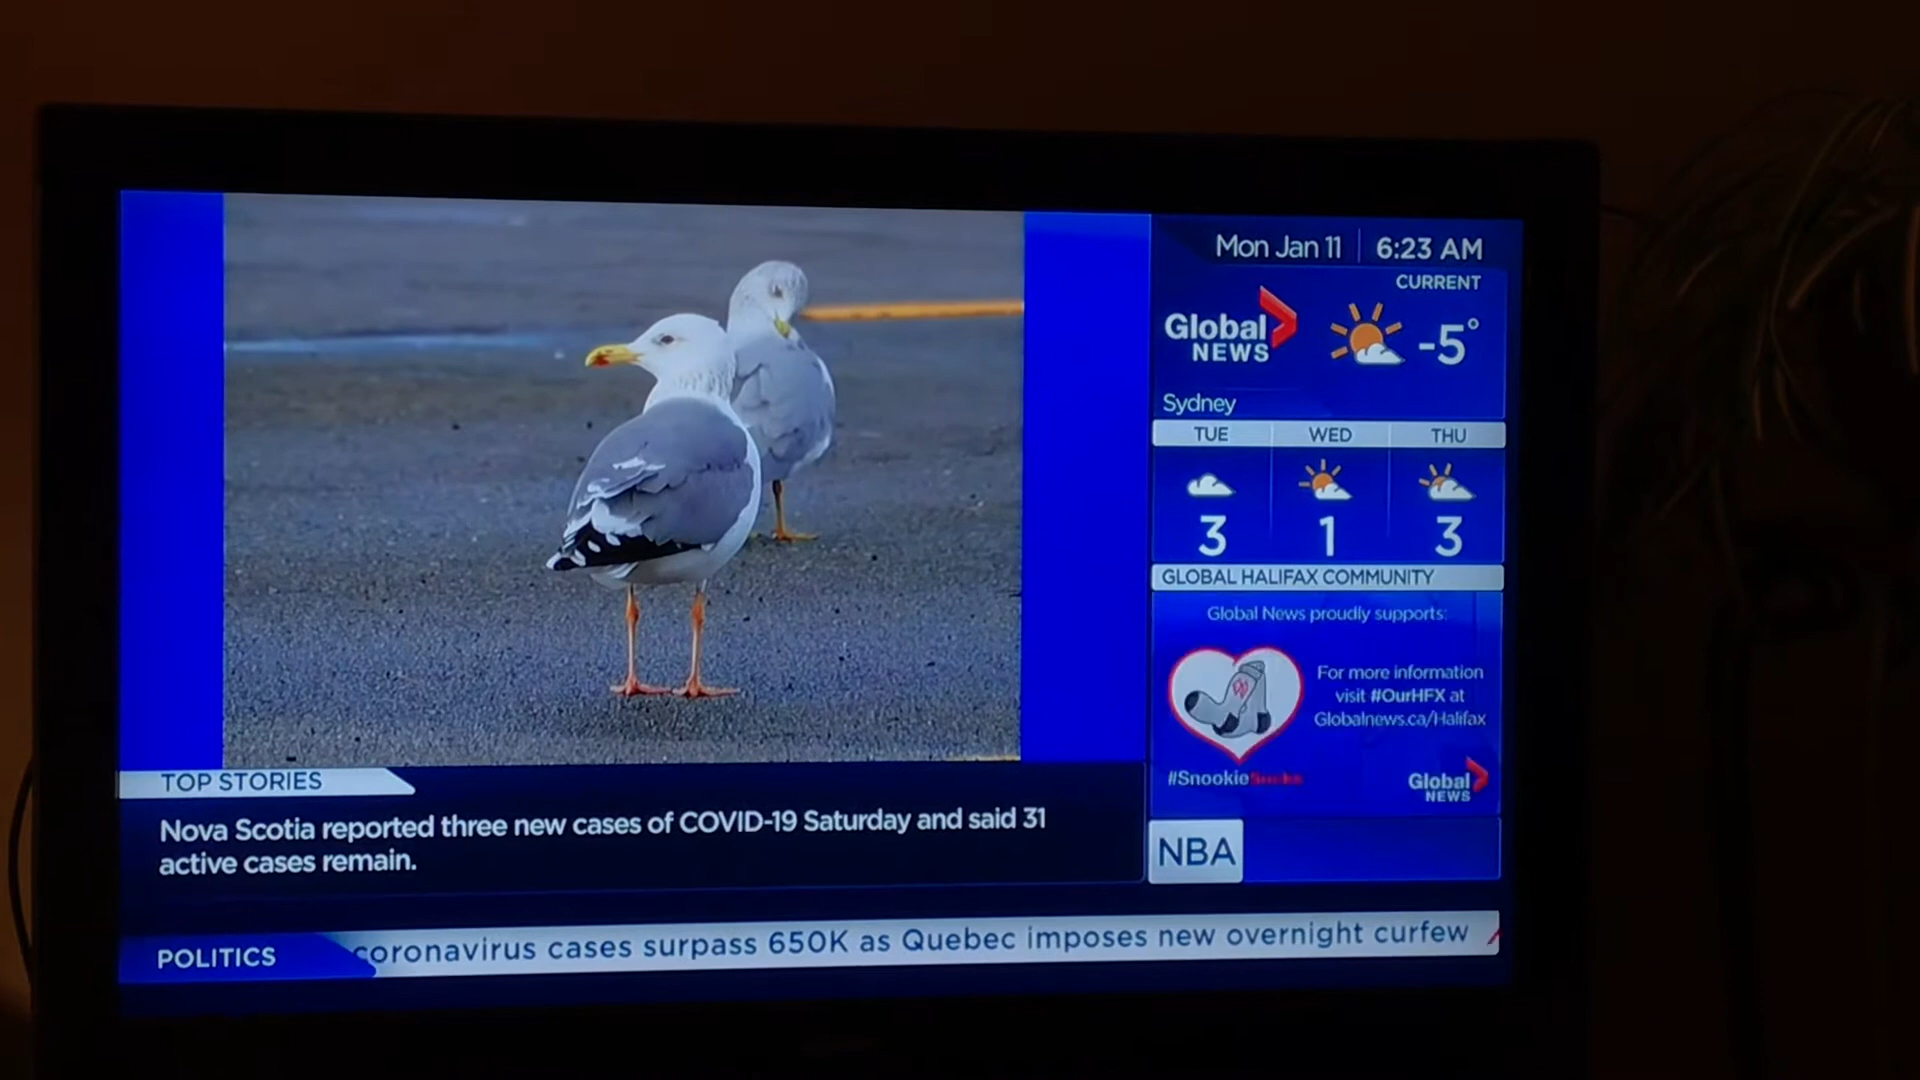 Mon Jan 11 6:23 AM
CURRENT
Global
NEWS
-5°
Sydney
TUE WED THU
3 1 3
GLOBAL HALIFAX COMMUNITY
Global News proudly supports:
For more information
visit #OurHFX at
Globalnews.ca/Halifax
#SnookieSocks
Global
NEWS
TOP STORIES
Nova Scotia reported three new cases of COVID-19 Saturday and said 31
active cases remain.
NBA
POLITICS coronavirus cases surpass 650K as Quebec imposes new overnight curfew